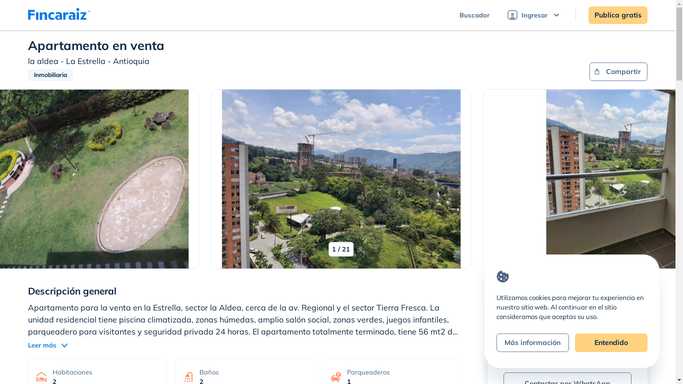 Fincaraiz
Buscador
Ingresar
Publica gratis
Apartamento en venta
la aldea - La Estrella - Antioquia
Inmobiliaria
Compartir
1 / 21
Descripción general
Apartamento para la venta en la Estrella, sector la Aldea, cerca de la av. Regional y el sector Tierra Fresca. La
unidad residencial tiene piscina climatizada, zonas húmedas, amplio salón social, zonas verdes, juegos infantiles,
parqueadero para visitantes y seguridad privada 24 horas. El apartamento totalmente terminado, tiene 56 mt2 d...
Leer más
Habitaciones
2
Baños
2
Parqueaderos
1
Utilizamos cookies para mejorar tu experiencia en
nuestro sitio web. Al continuar en el sitio
consideramos que aceptas su uso.
Más información
Entendido
Contactar por WhatsApp